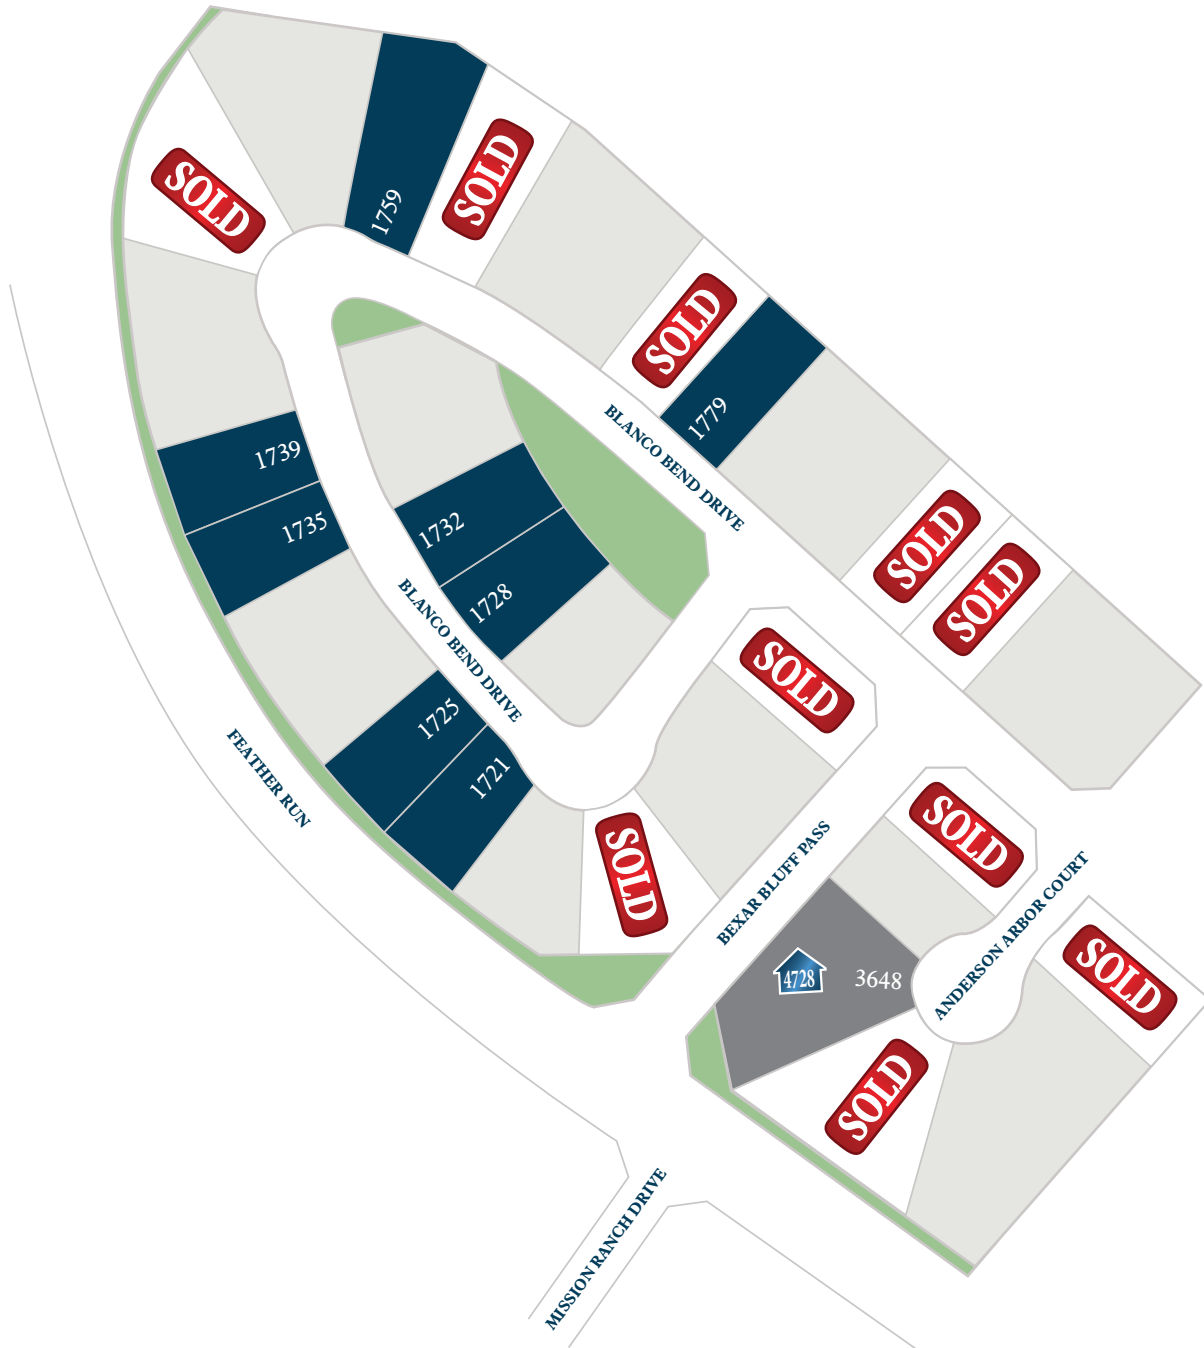 1759
SOLD
SOLD
SOLD
1779
BLANCO BEND DRIVE
1739
1735
1732
1728
SOLD
SOLD
BLANCO BEND DRIVE
1725
1721
SOLD
FEATHER RUN
SOLD
BEXAR BLUFF PASS
SOLD
ANDERSON ARBOR COURT
4728
3648
SOLD
SOLD
MISSION RANCH DRIVE